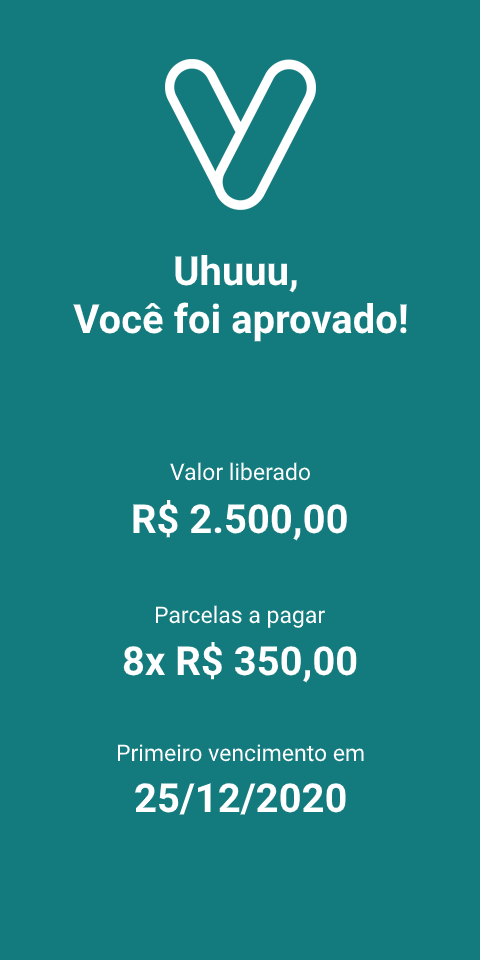 Uhuuu,
Você foi aprovado!
Valor liberado
R$ 2.500,00
Parcelas a pagar
8x R$ 350,00
Primeiro vencimento em
25/12/2020